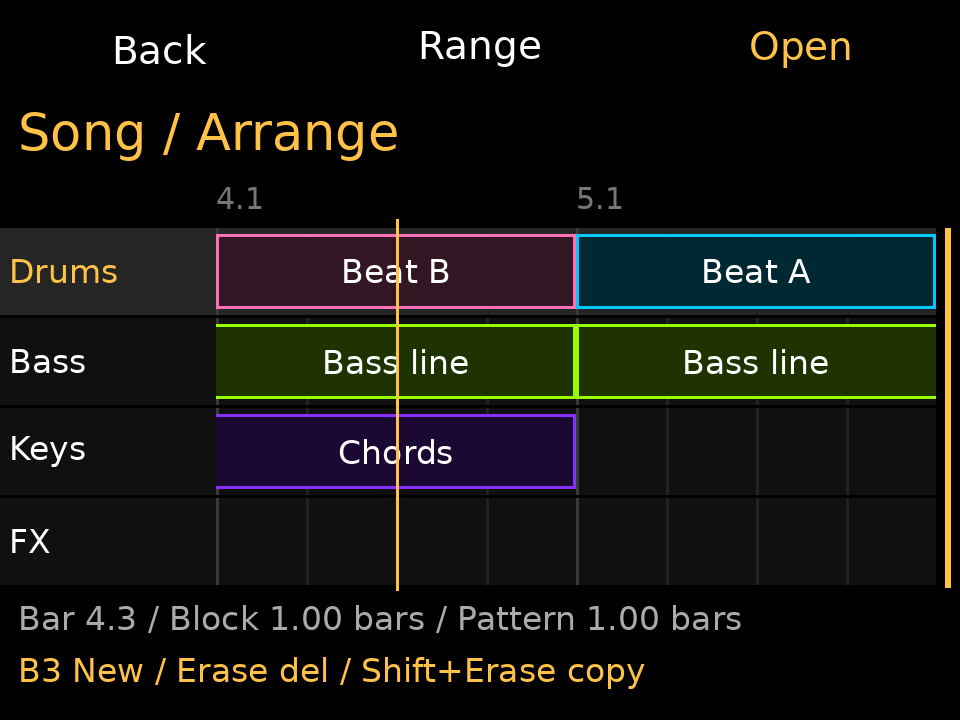 Back Range Open
Song / Arrange
4.1 5.1
Drums Beat B Beat A
Bass Bass line Bass line
Keys Chords
FX
Bar 4.3 / Block 1.00 bars / Pattern 1.00 bars
B3 New / Erase del / Shift+Erase copy